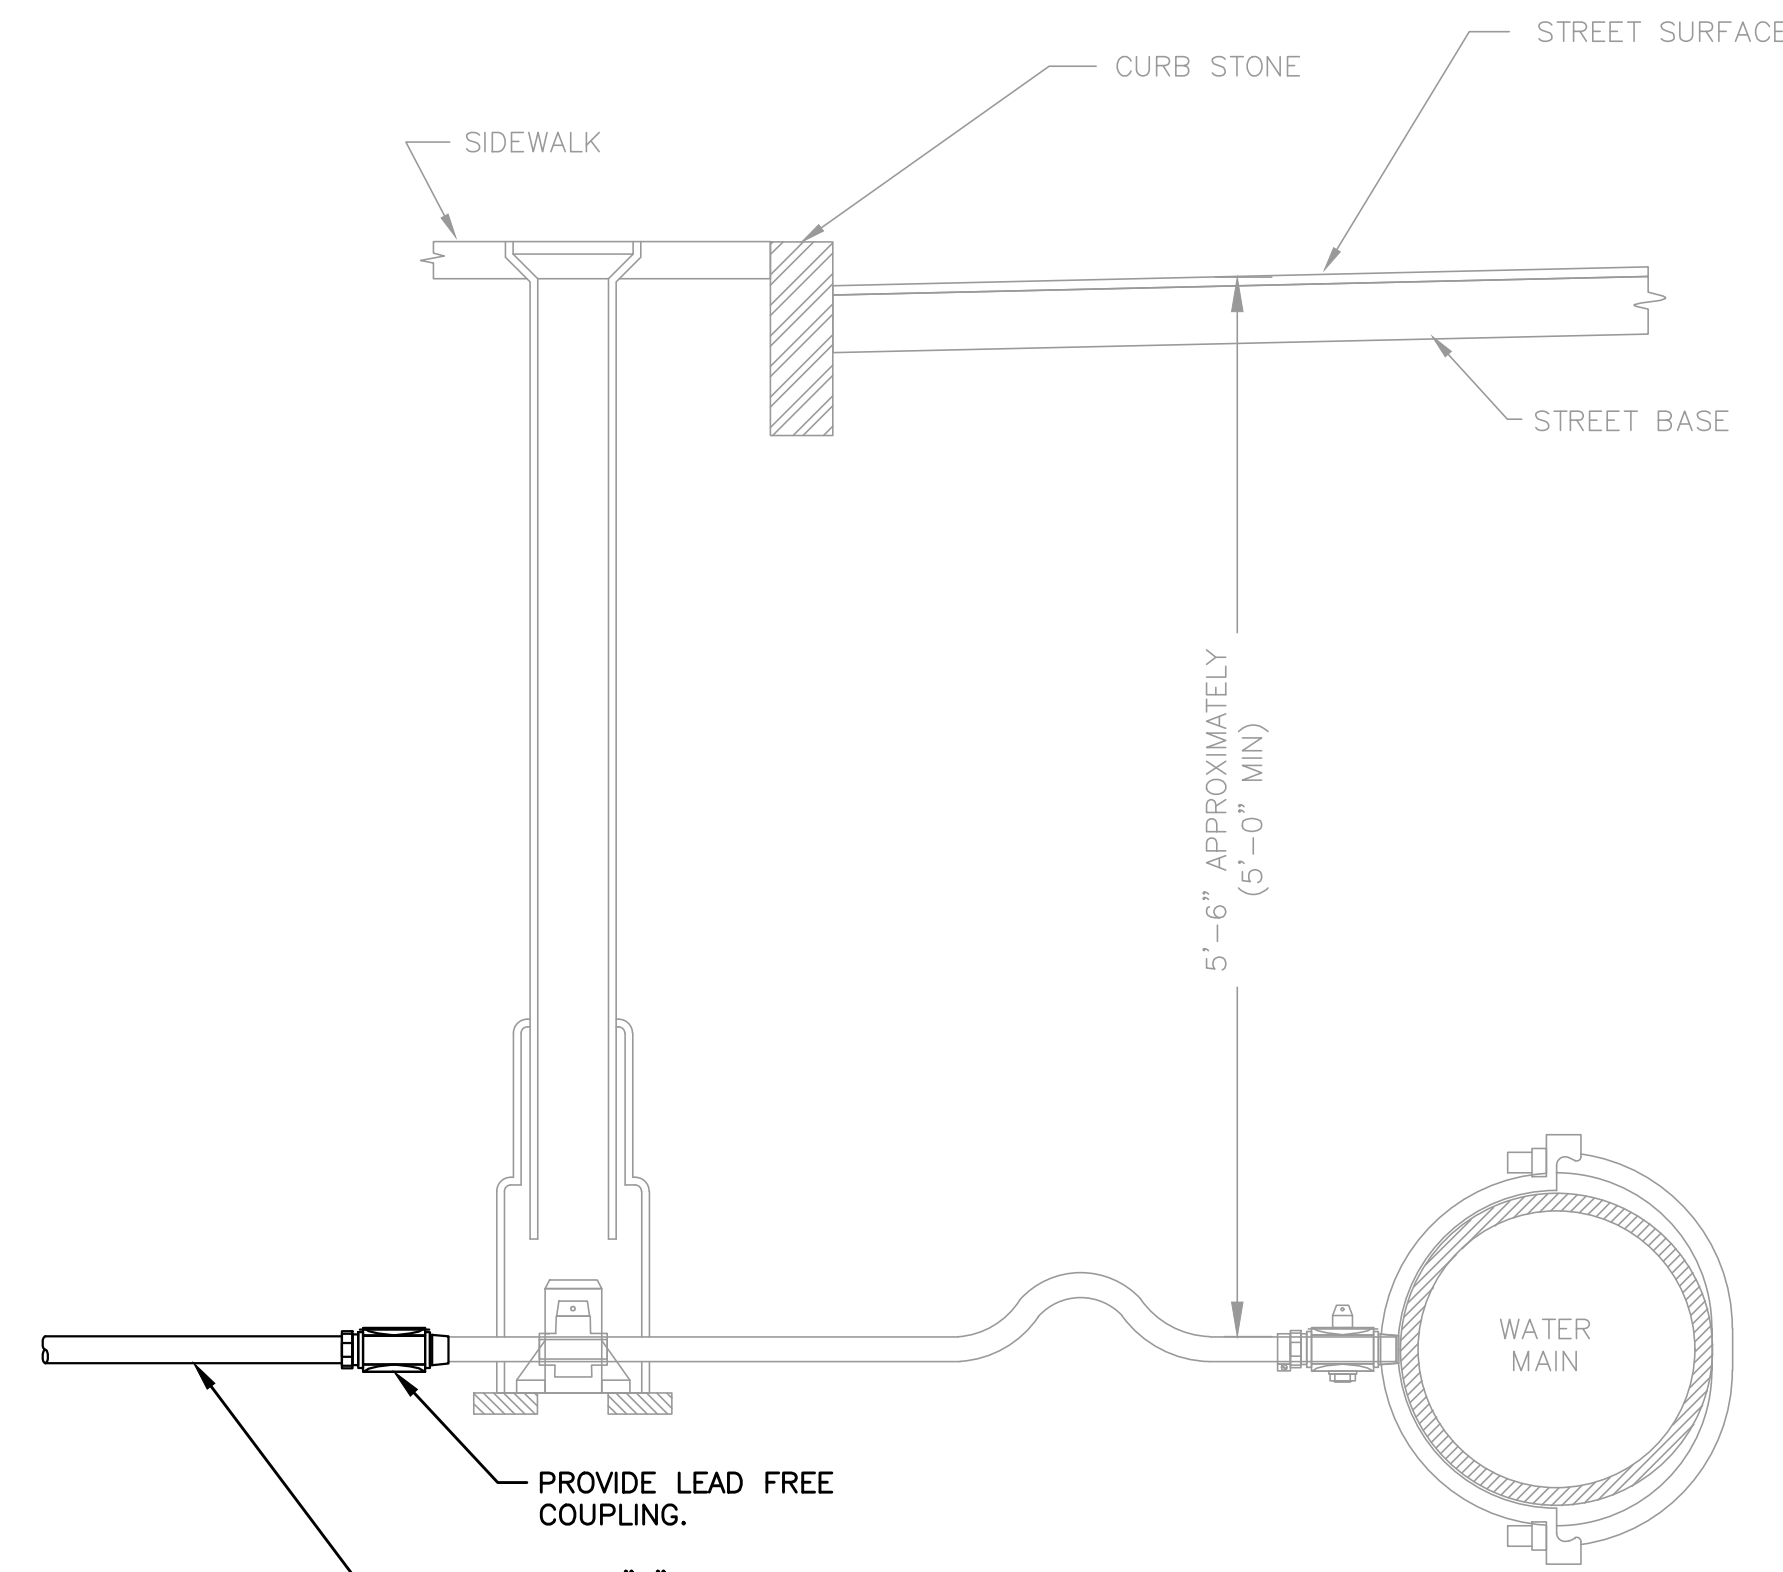 STREET SURFACE
CURB STONE
SIDEWALK
STREET BASE
5'-6" APPROXIMATELY
(5'-0" MIN)
WATER
MAIN
PROVIDE LEAD FREE
COUPLING.